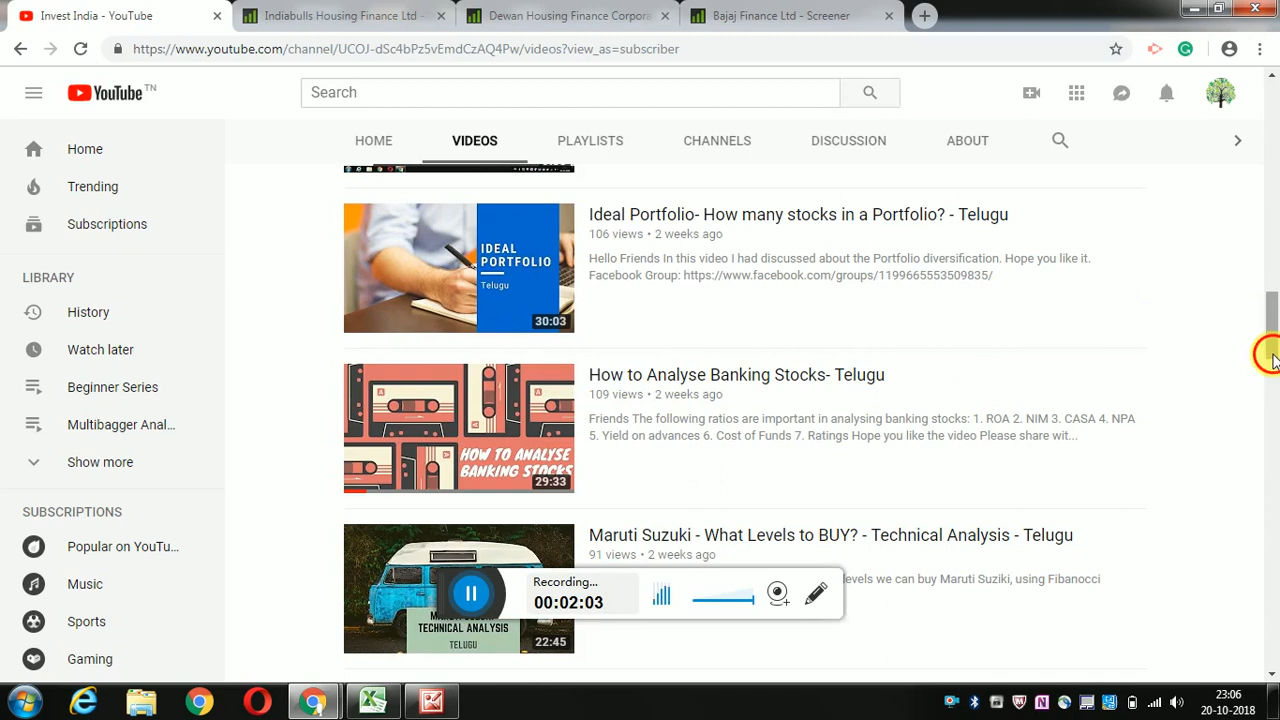 Invest India - YouTube
Indiabulls Housing Finance Ltd -
Dewan Housing Finance Corpor
Bajaj Finance Ltd - Screener
https://www.youtube.com/channel/UCOJ-dSc4bPz5vEmdCzAQ4Pw/videos?view_as=subscriber
YouTube TN
Search
HOME
VIDEOS
PLAYLISTS
CHANNELS
DISCUSSION
ABOUT
Home
Trending
Subscriptions
LIBRARY
History
Watch later
Beginner Series
Multibagger Anal...
Show more
SUBSCRIPTIONS
Popular on YouTu...
Music
Sports
Gaming
IDEAL
PORTFOLIO
Telugu
30:03
Ideal Portfolio- How many stocks in a Portfolio? - Telugu
106 views • 2 weeks ago
Hello Friends In this video I had discussed about the Portfolio diversification. Hope you like it.
Facebook Group: https://www.facebook.com/groups/1199665553509835/
HOW TO ANALYSE
BANKING STOCKS
29:33
How to Analyse Banking Stocks- Telugu
109 views • 2 weeks ago
Friends The following ratios are important in analysing banking stocks: 1. ROA 2. NIM 3. CASA 4. NPA
5. Yield on advances 6. Cost of Funds 7. Ratings Hope you like the video Please share wit...
TECHNICAL ANALYSIS
TELUGU
22:45
Maruti Suzuki - What Levels to BUY? - Technical Analysis - Telugu
91 views • 2 weeks ago
levels we can buy Maruti Suziki, using Fibanocci
Recording...
00:02:03
23:06
20-10-2018